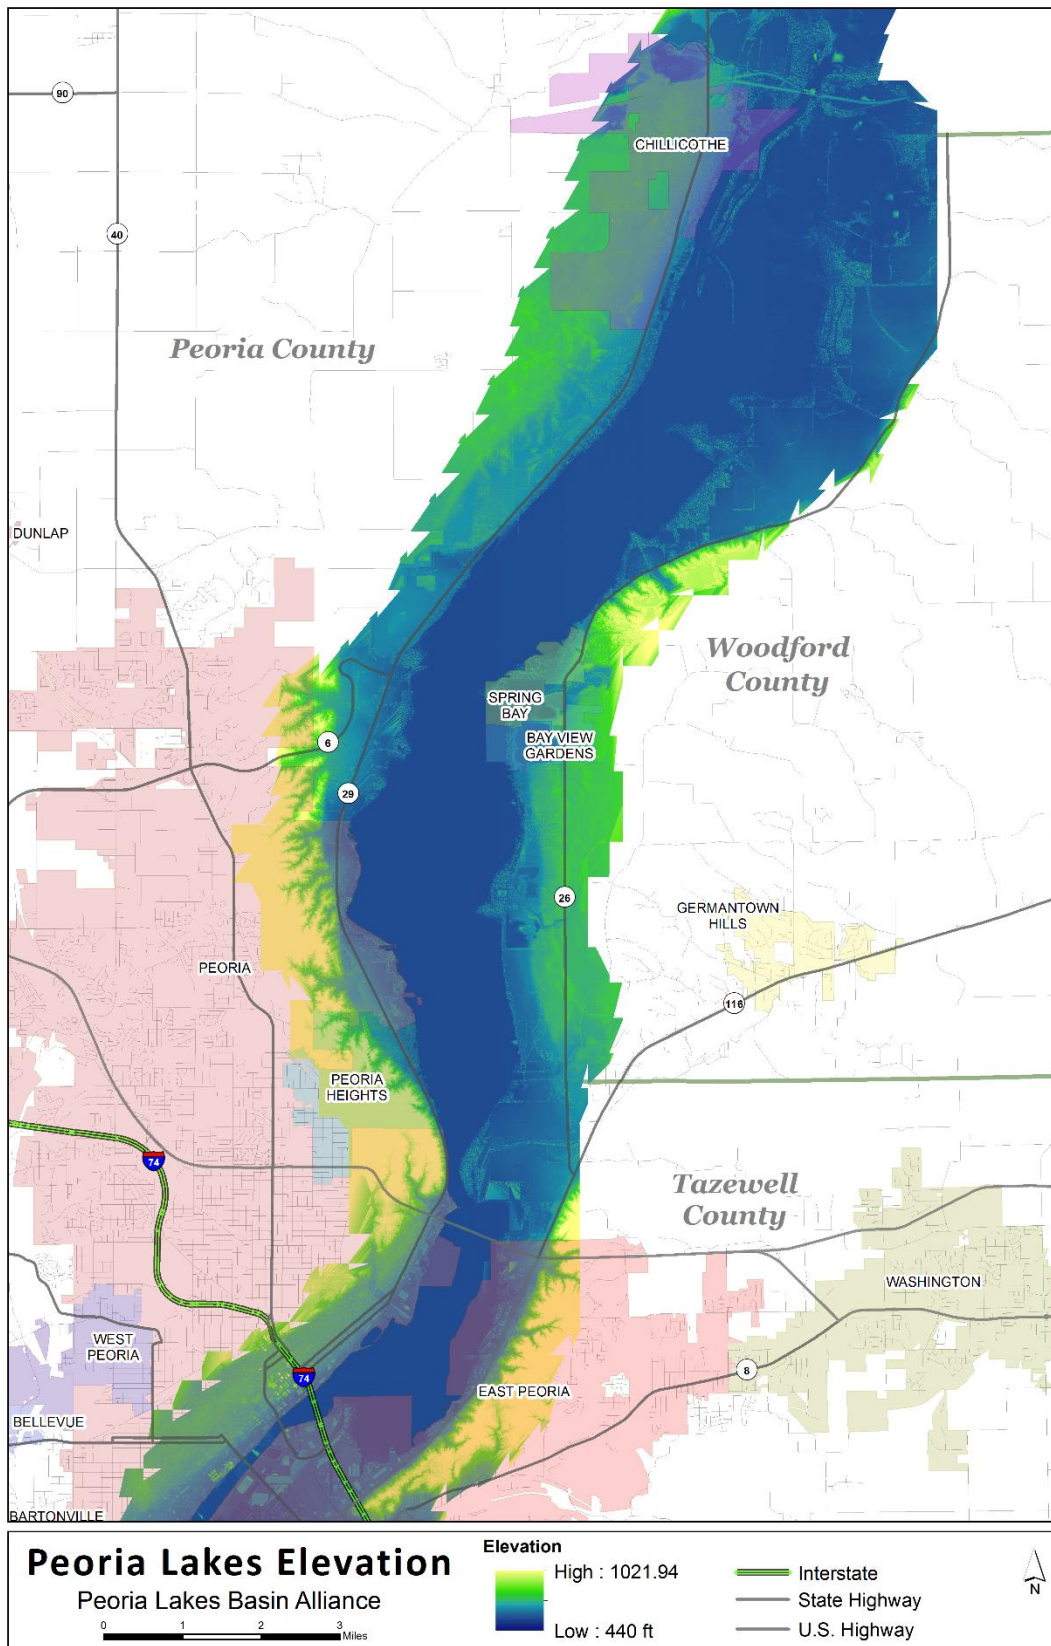 90
CHILLICOTHE
40
Peoria County
DUNLAP
Woodford
County
SPRING
BAY
BAY VIEW
GARDENS
6
29
26
GERMANTOWN
HILLS
PEORIA
116
PEORIA
HEIGHTS
74
Tazewell
County
WASHINGTON
WEST
PEORIA
74
8
EAST PEORIA
BELLEVUE
BARTONVILLE
Peoria Lakes Elevation
Peoria Lakes Basin Alliance
0 1 2 3
Miles
Elevation
High : 1021.94
Low : 440 ft
Interstate
State Highway
U.S. Highway
N